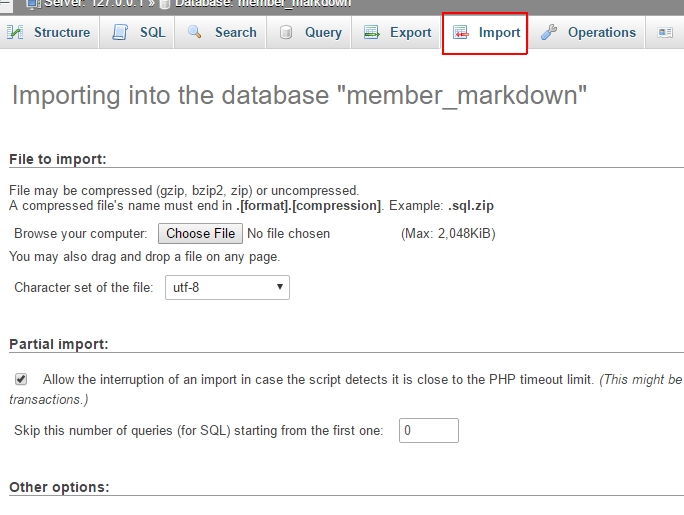 Server: 127.0.0.1 » Database: member_markdown
Structure SQL Search Query Export Import Operations
Importing into the database "member_markdown"
File to import:
File may be compressed (gzip, bzip2, zip) or uncompressed.
A compressed file's name must end in .[format].[compression]. Example: .sql.zip
Browse your computer: Choose File No file chosen (Max: 2,048KiB)
You may also drag and drop a file on any page.
Character set of the file: utf-8
Partial import:
Allow the interruption of an import in case the script detects it is close to the PHP timeout limit. (This might be
transactions.)
Skip this number of queries (for SQL) starting from the first one: 0
Other options: